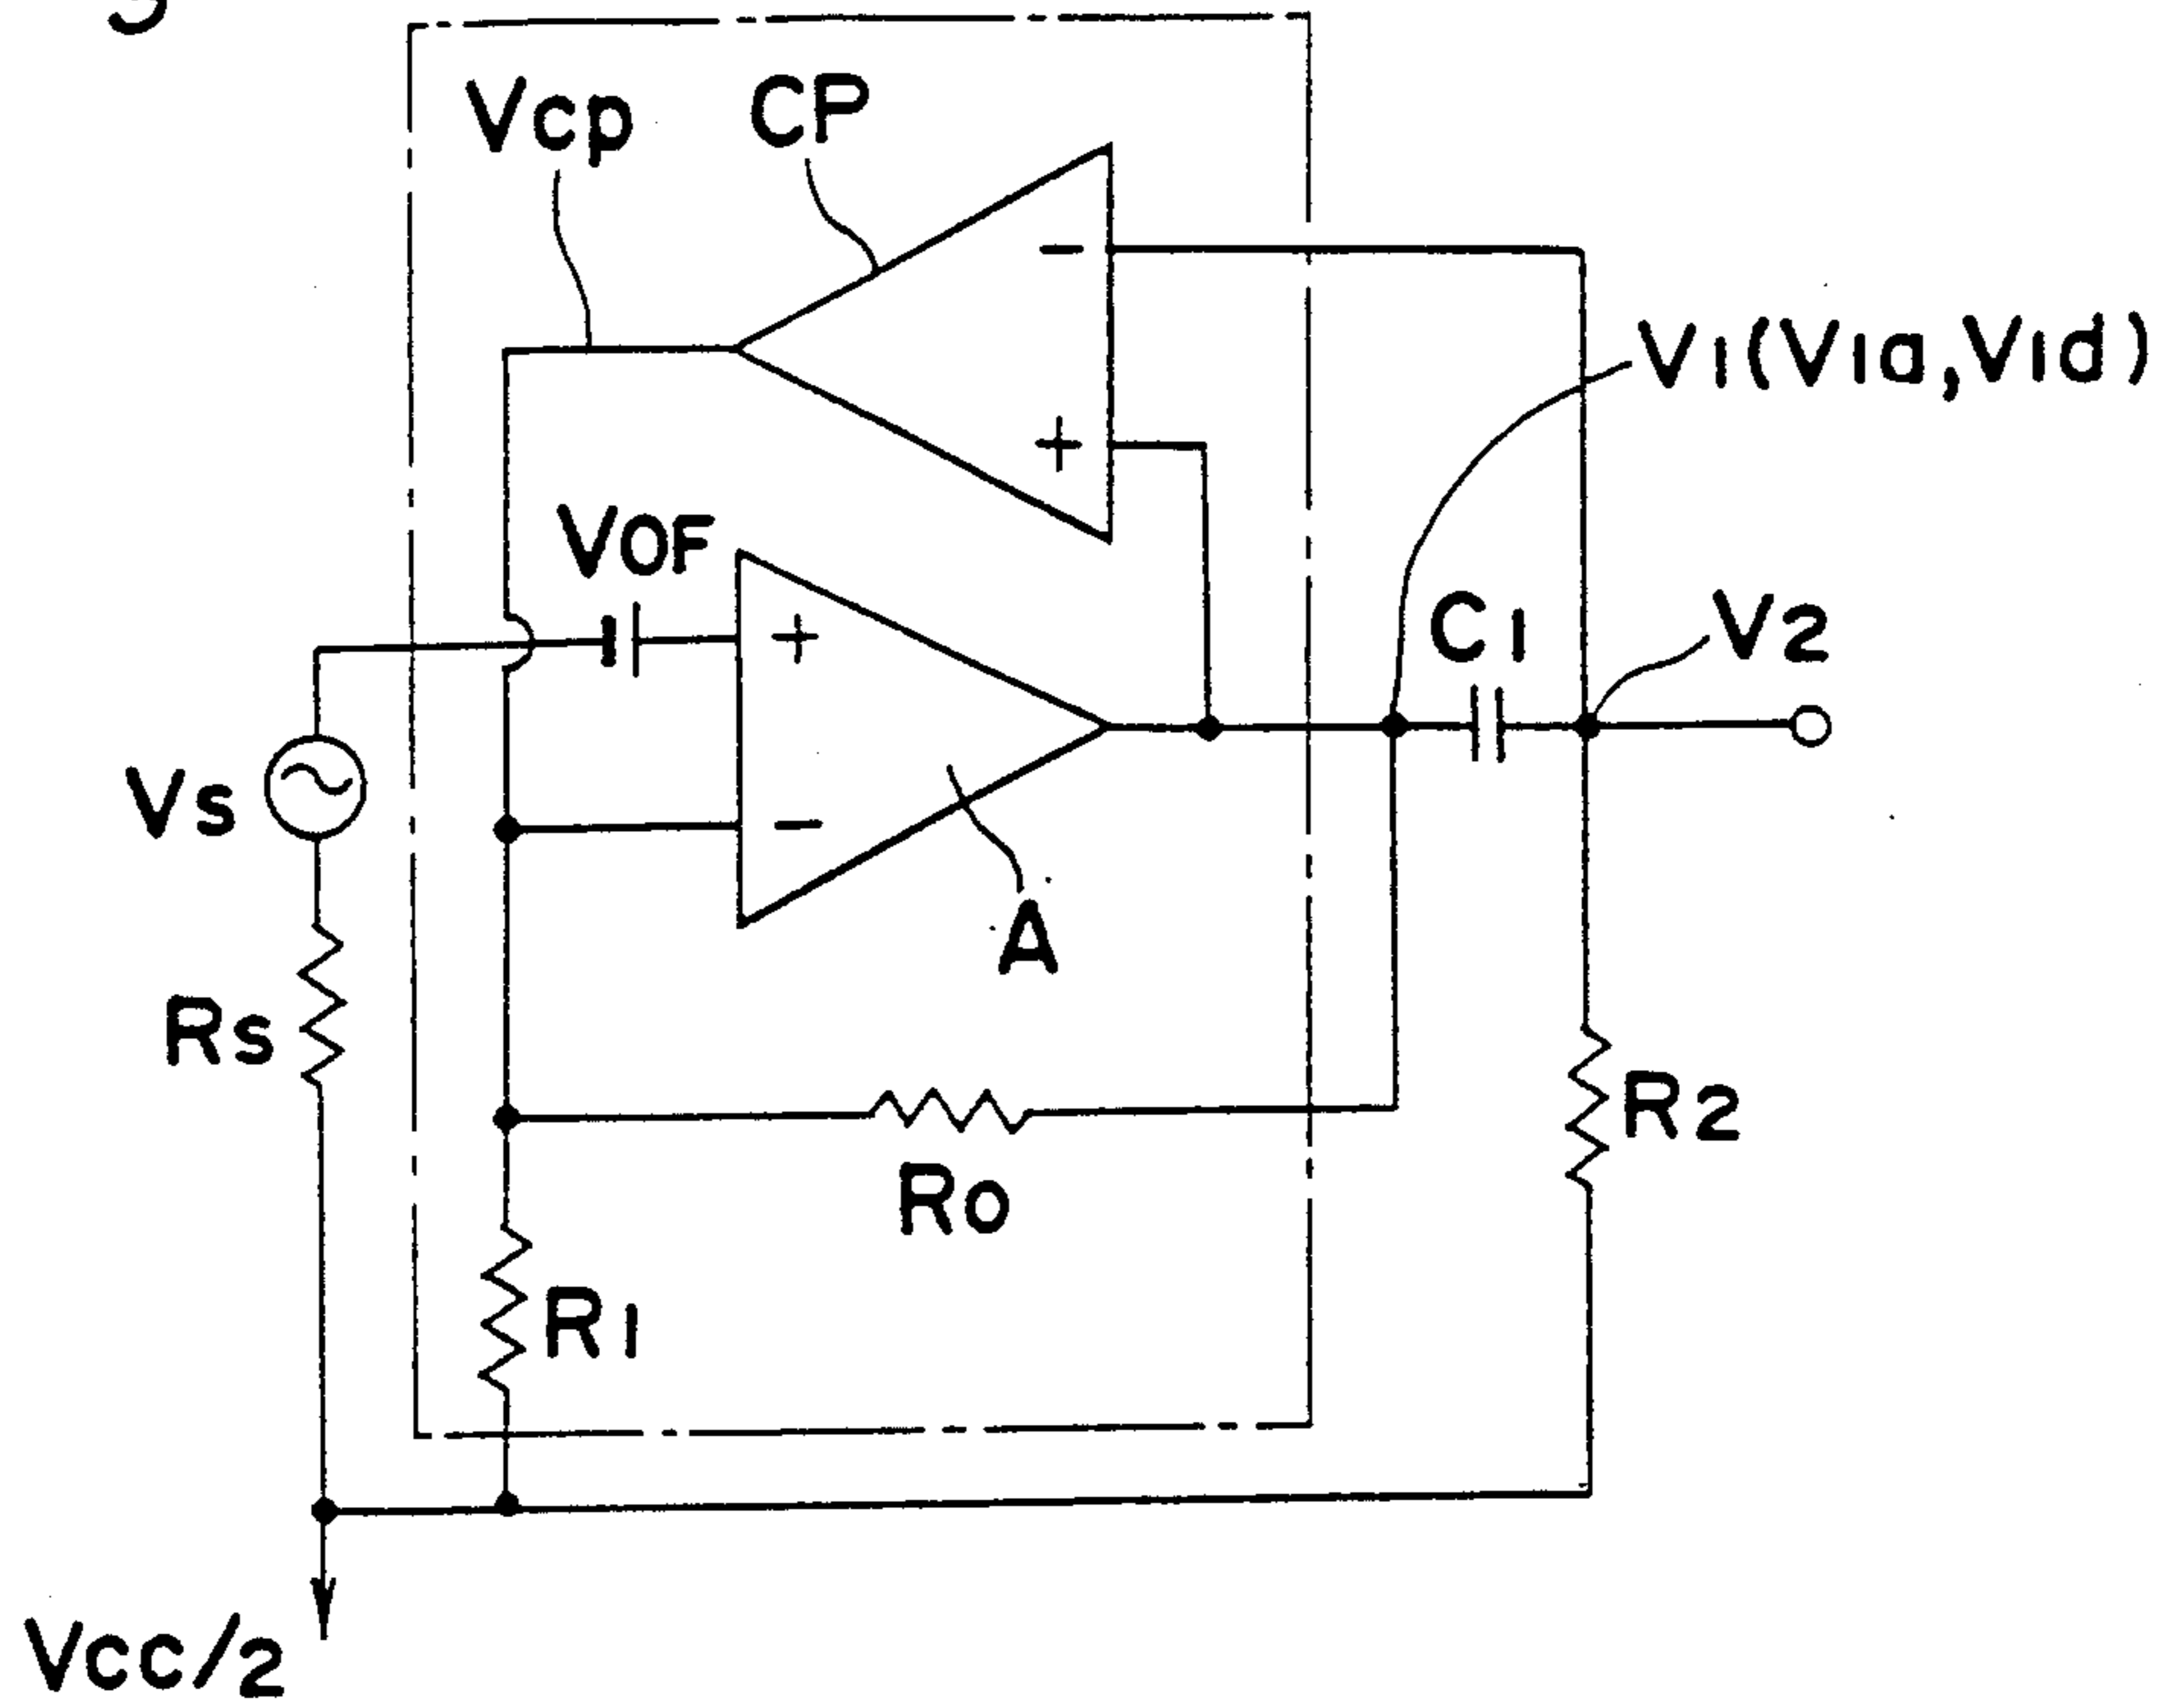 Vcp
CP
−
+
V1(V1a,V1d)
VOF
+
C1
V2
Vs
−
A
Rs
R2
Ro
R1
Vcc/2